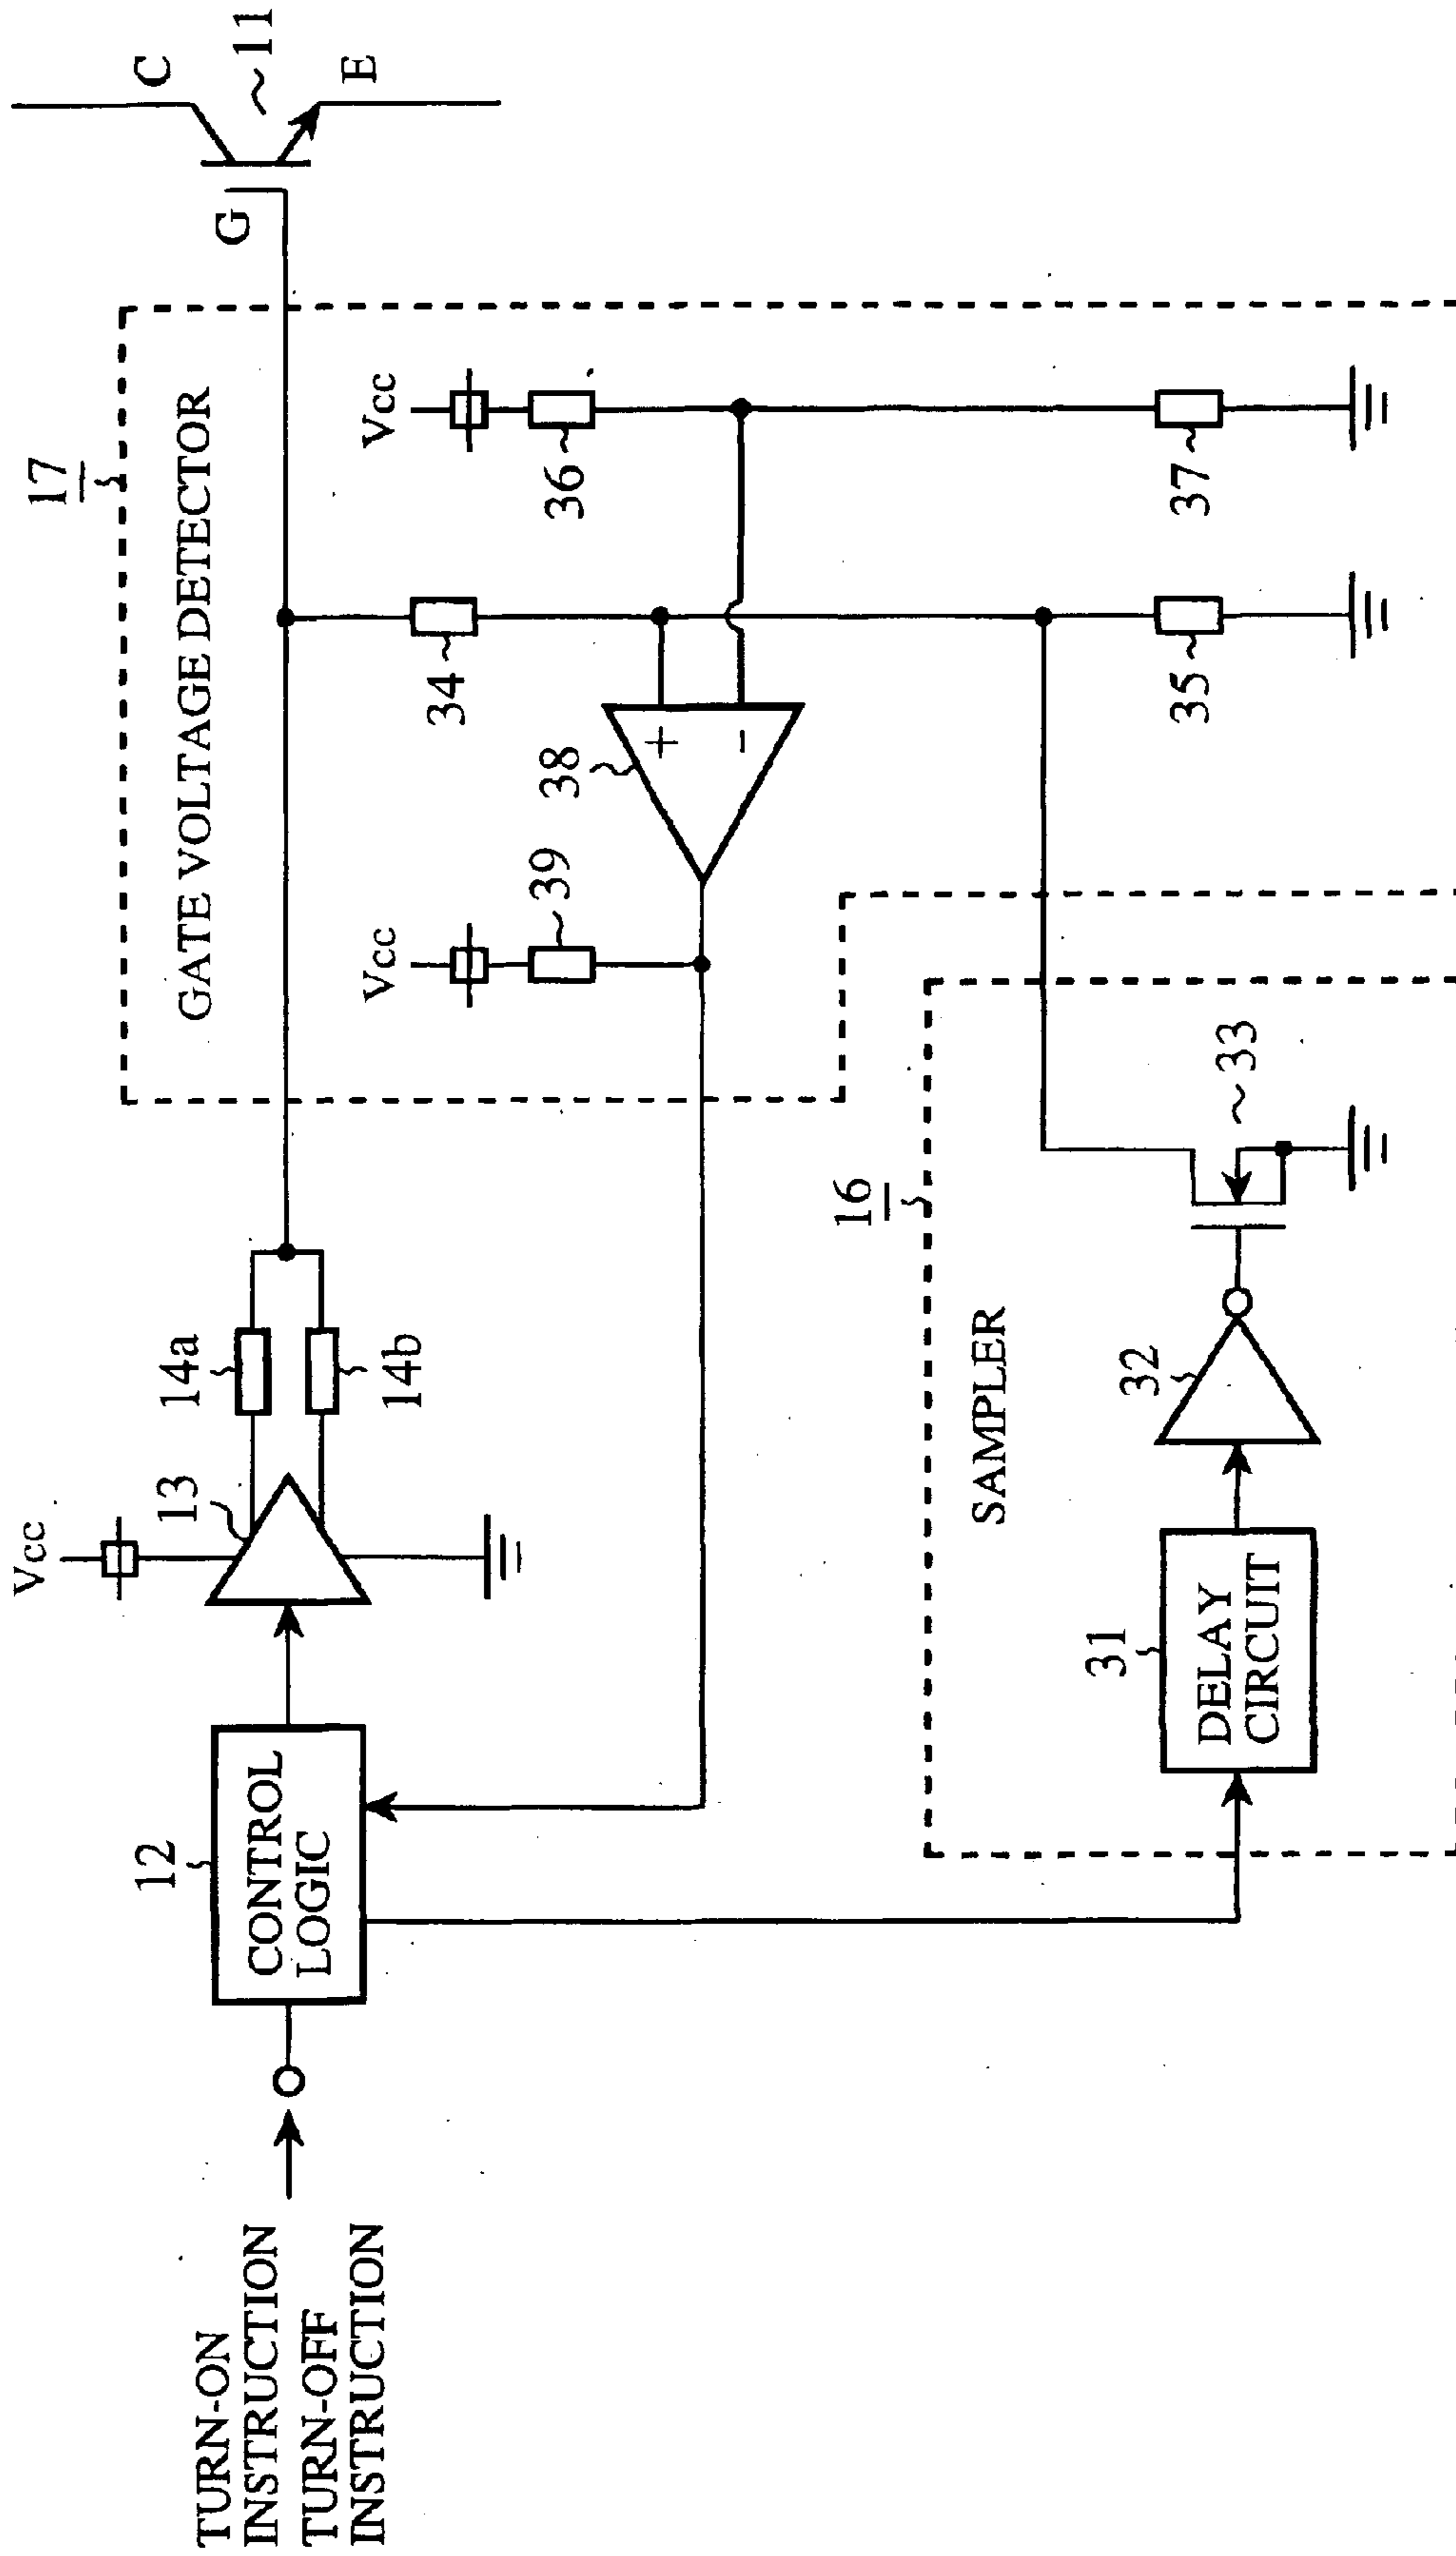 TURN-ON
INSTRUCTION
TURN-OFF
INSTRUCTION
12
CONTROL
LOGIC
Vcc
13
14a
14b
17
GATE VOLTAGE DETECTOR
Vcc
39
38
+
-
34
Vcc
36
35
37
G
C
11
E
16
SAMPLER
31
DELAY
CIRCUIT
32
33